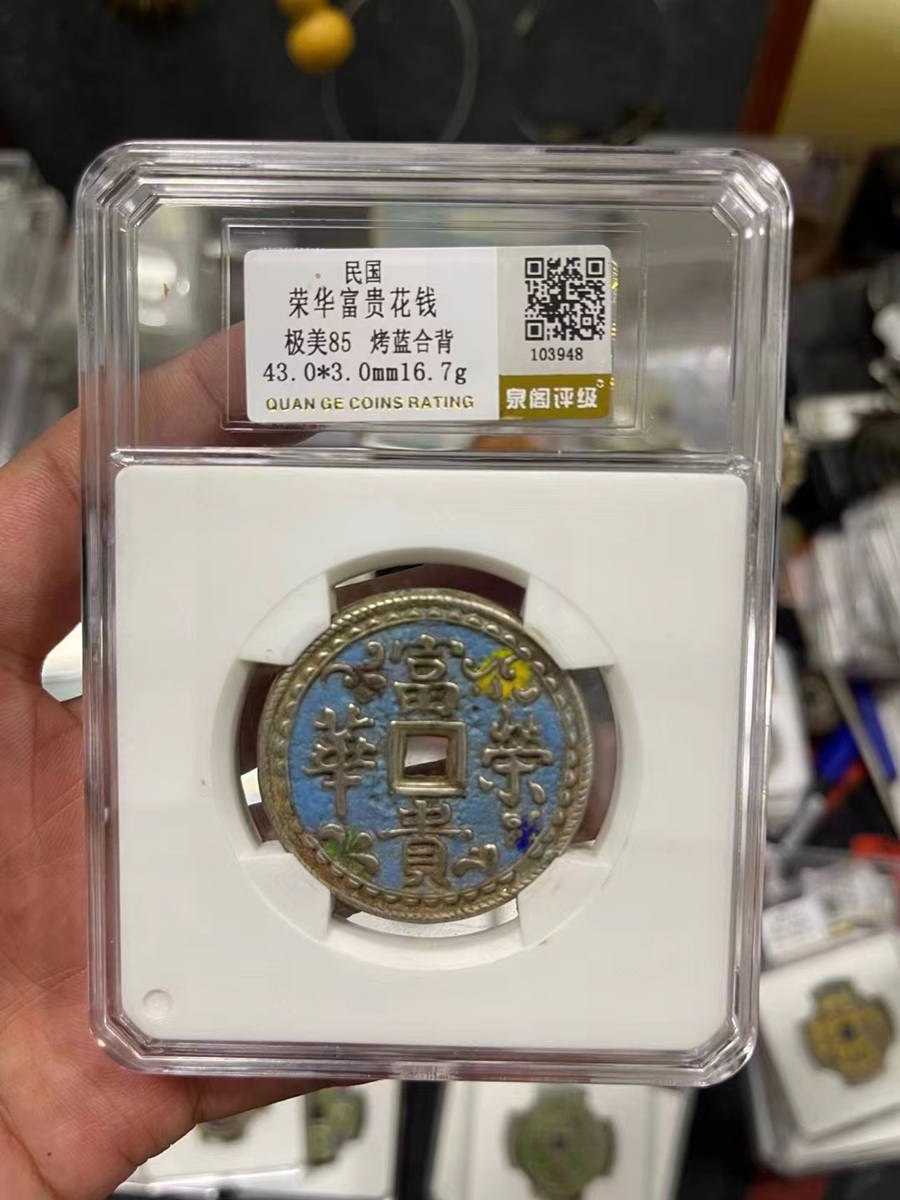 民国
荣华富贵花钱
极美85 烤蓝合背
43.0*3.0mm16.7g
QUAN GE COINS RATING
103948
泉阁评级
富
華 榮
貴